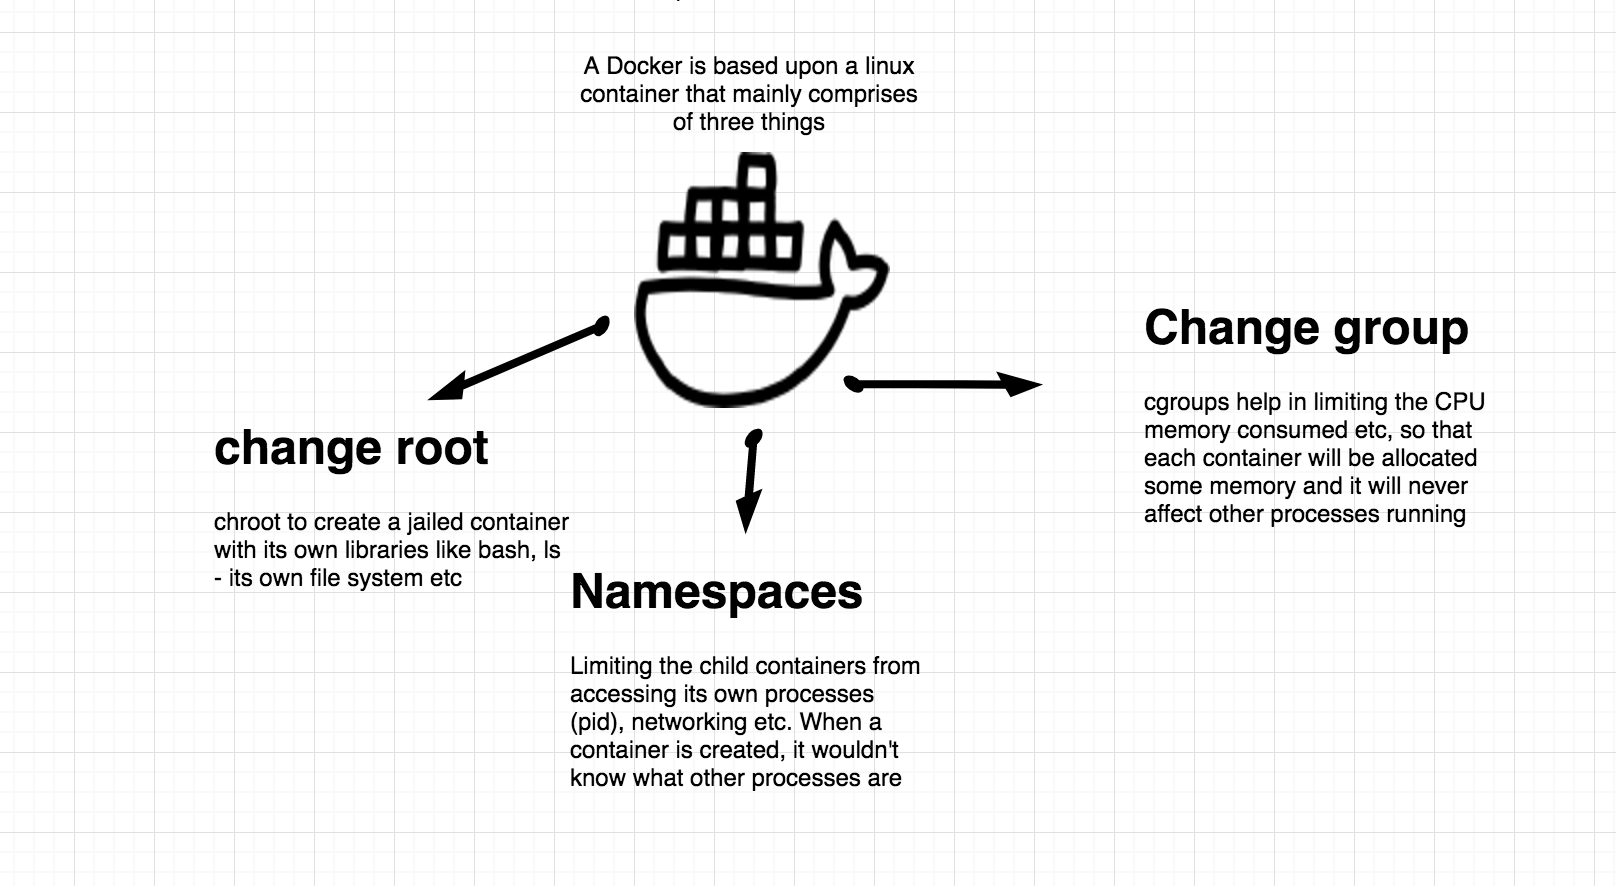 A Docker is based upon a linux
container that mainly comprises
of three things
change root
chroot to create a jailed container
with its own libraries like bash, ls
- its own file system etc
Namespaces
Limiting the child containers from
accessing its own processes
(pid), networking etc. When a
container is created, it wouldn't
know what other processes are
Change group
cgroups help in limiting the CPU
memory consumed etc, so that
each container will be allocated
some memory and it will never
affect other processes running